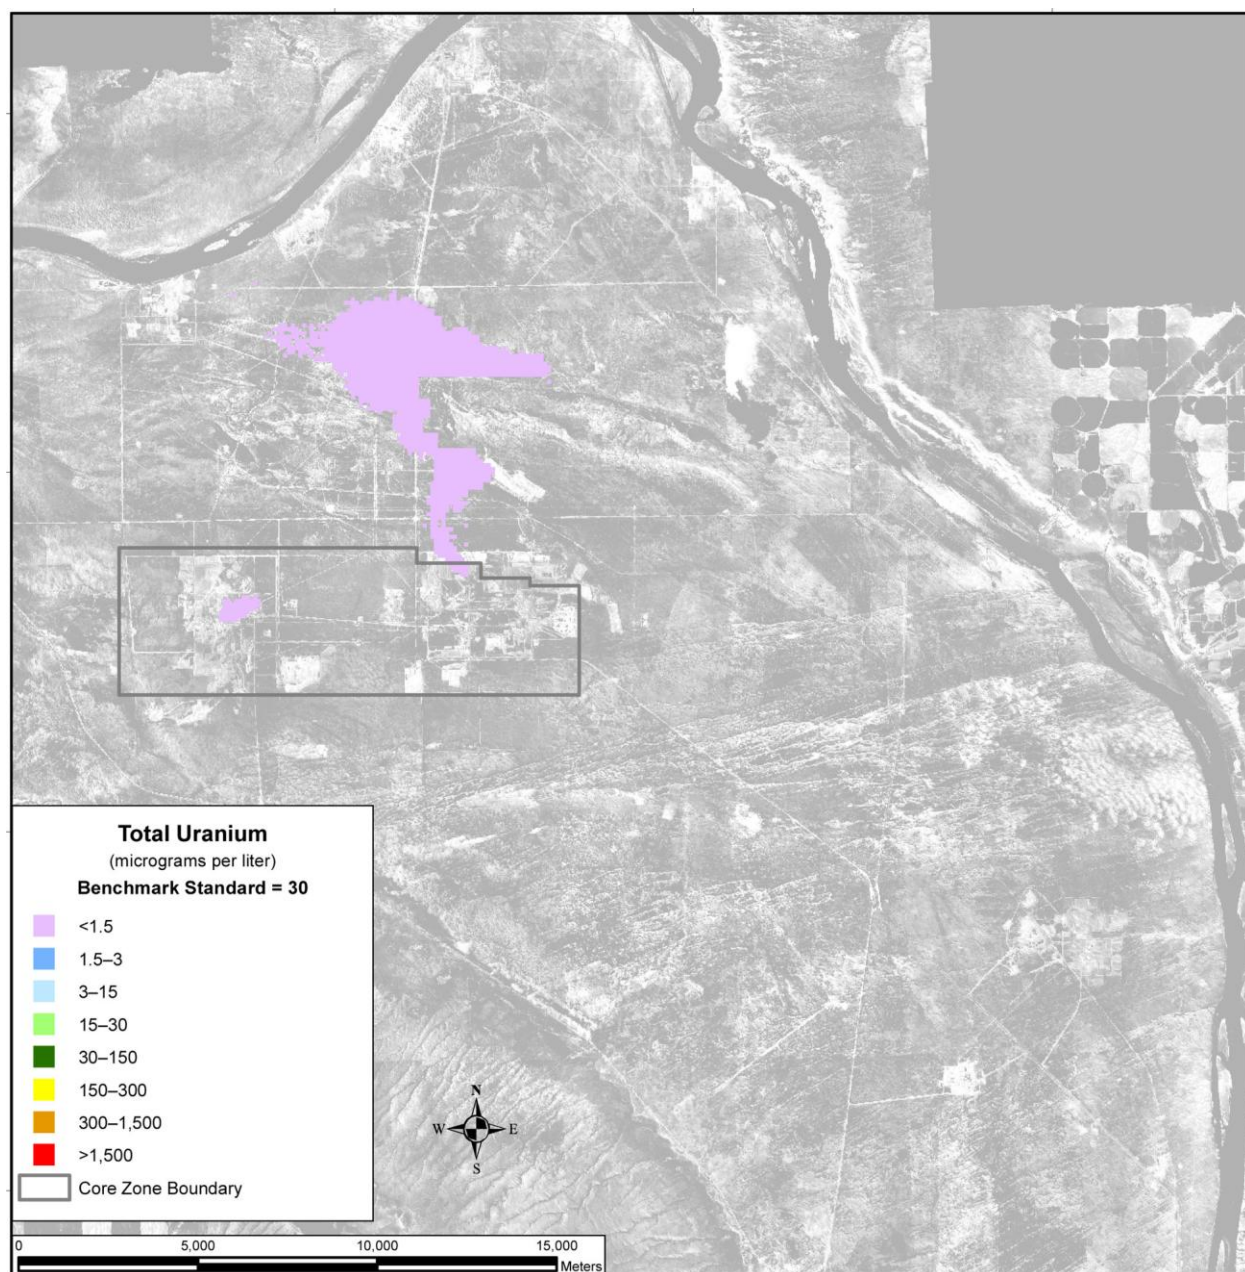 Total Uranium
(micrograms per liter)
Benchmark Standard = 30
<1.5
1.5–3
3–15
15–30
30–150
150–300
300–1,500
>1,500
Core Zone Boundary
N
W E
S
0 5,000 10,000 15,000
Meters